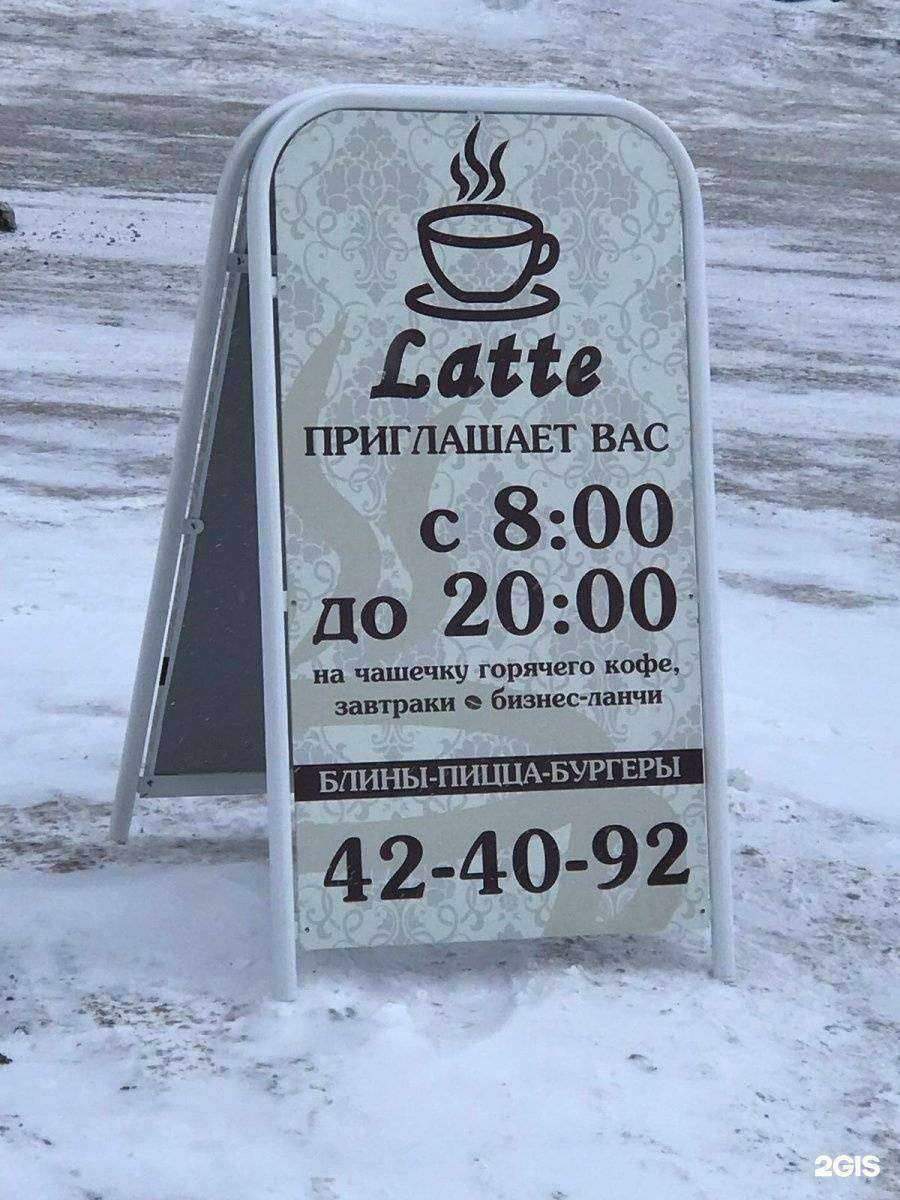 Latte
ПРИГЛАШАЕТ ВАС
с 8:00
до 20:00
на чашечку горячего кофе,
завтраки бизнес-ланчи
БЛИНЫ-ПИЦЦА-БУРГЕРЫ
42-40-92
2GIS